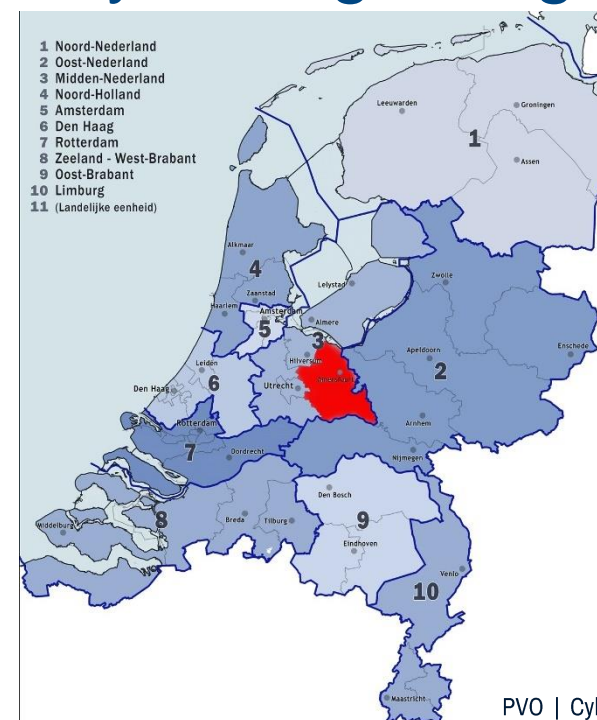 1 Noord-Nederland
2 Oost-Nederland
3 Midden-Nederland
4 Noord-Holland
5 Amsterdam
6 Den Haag
7 Rotterdam
8 Zeeland - West-Brabant
9 Oost-Brabant
10 Limburg
11 (Landelijke eenheid)
Leeuwarden
Groningen
1
Assen
Alkmaar
4
Zwolle
Lelystad
Zaanstad
Haarlem
Amsterdam
5
Almere
3
Hilversum
Apeldoorn
2
Enschede
Leiden
6
Den Haag
Utrecht
Arnhem
Rotterdam
7
Dordrecht
Nijmegen
Den Bosch
8
Middelburg
Breda
Tilburg
9
Eindhoven
Venlo
10
Maastricht
PVO | Cyb